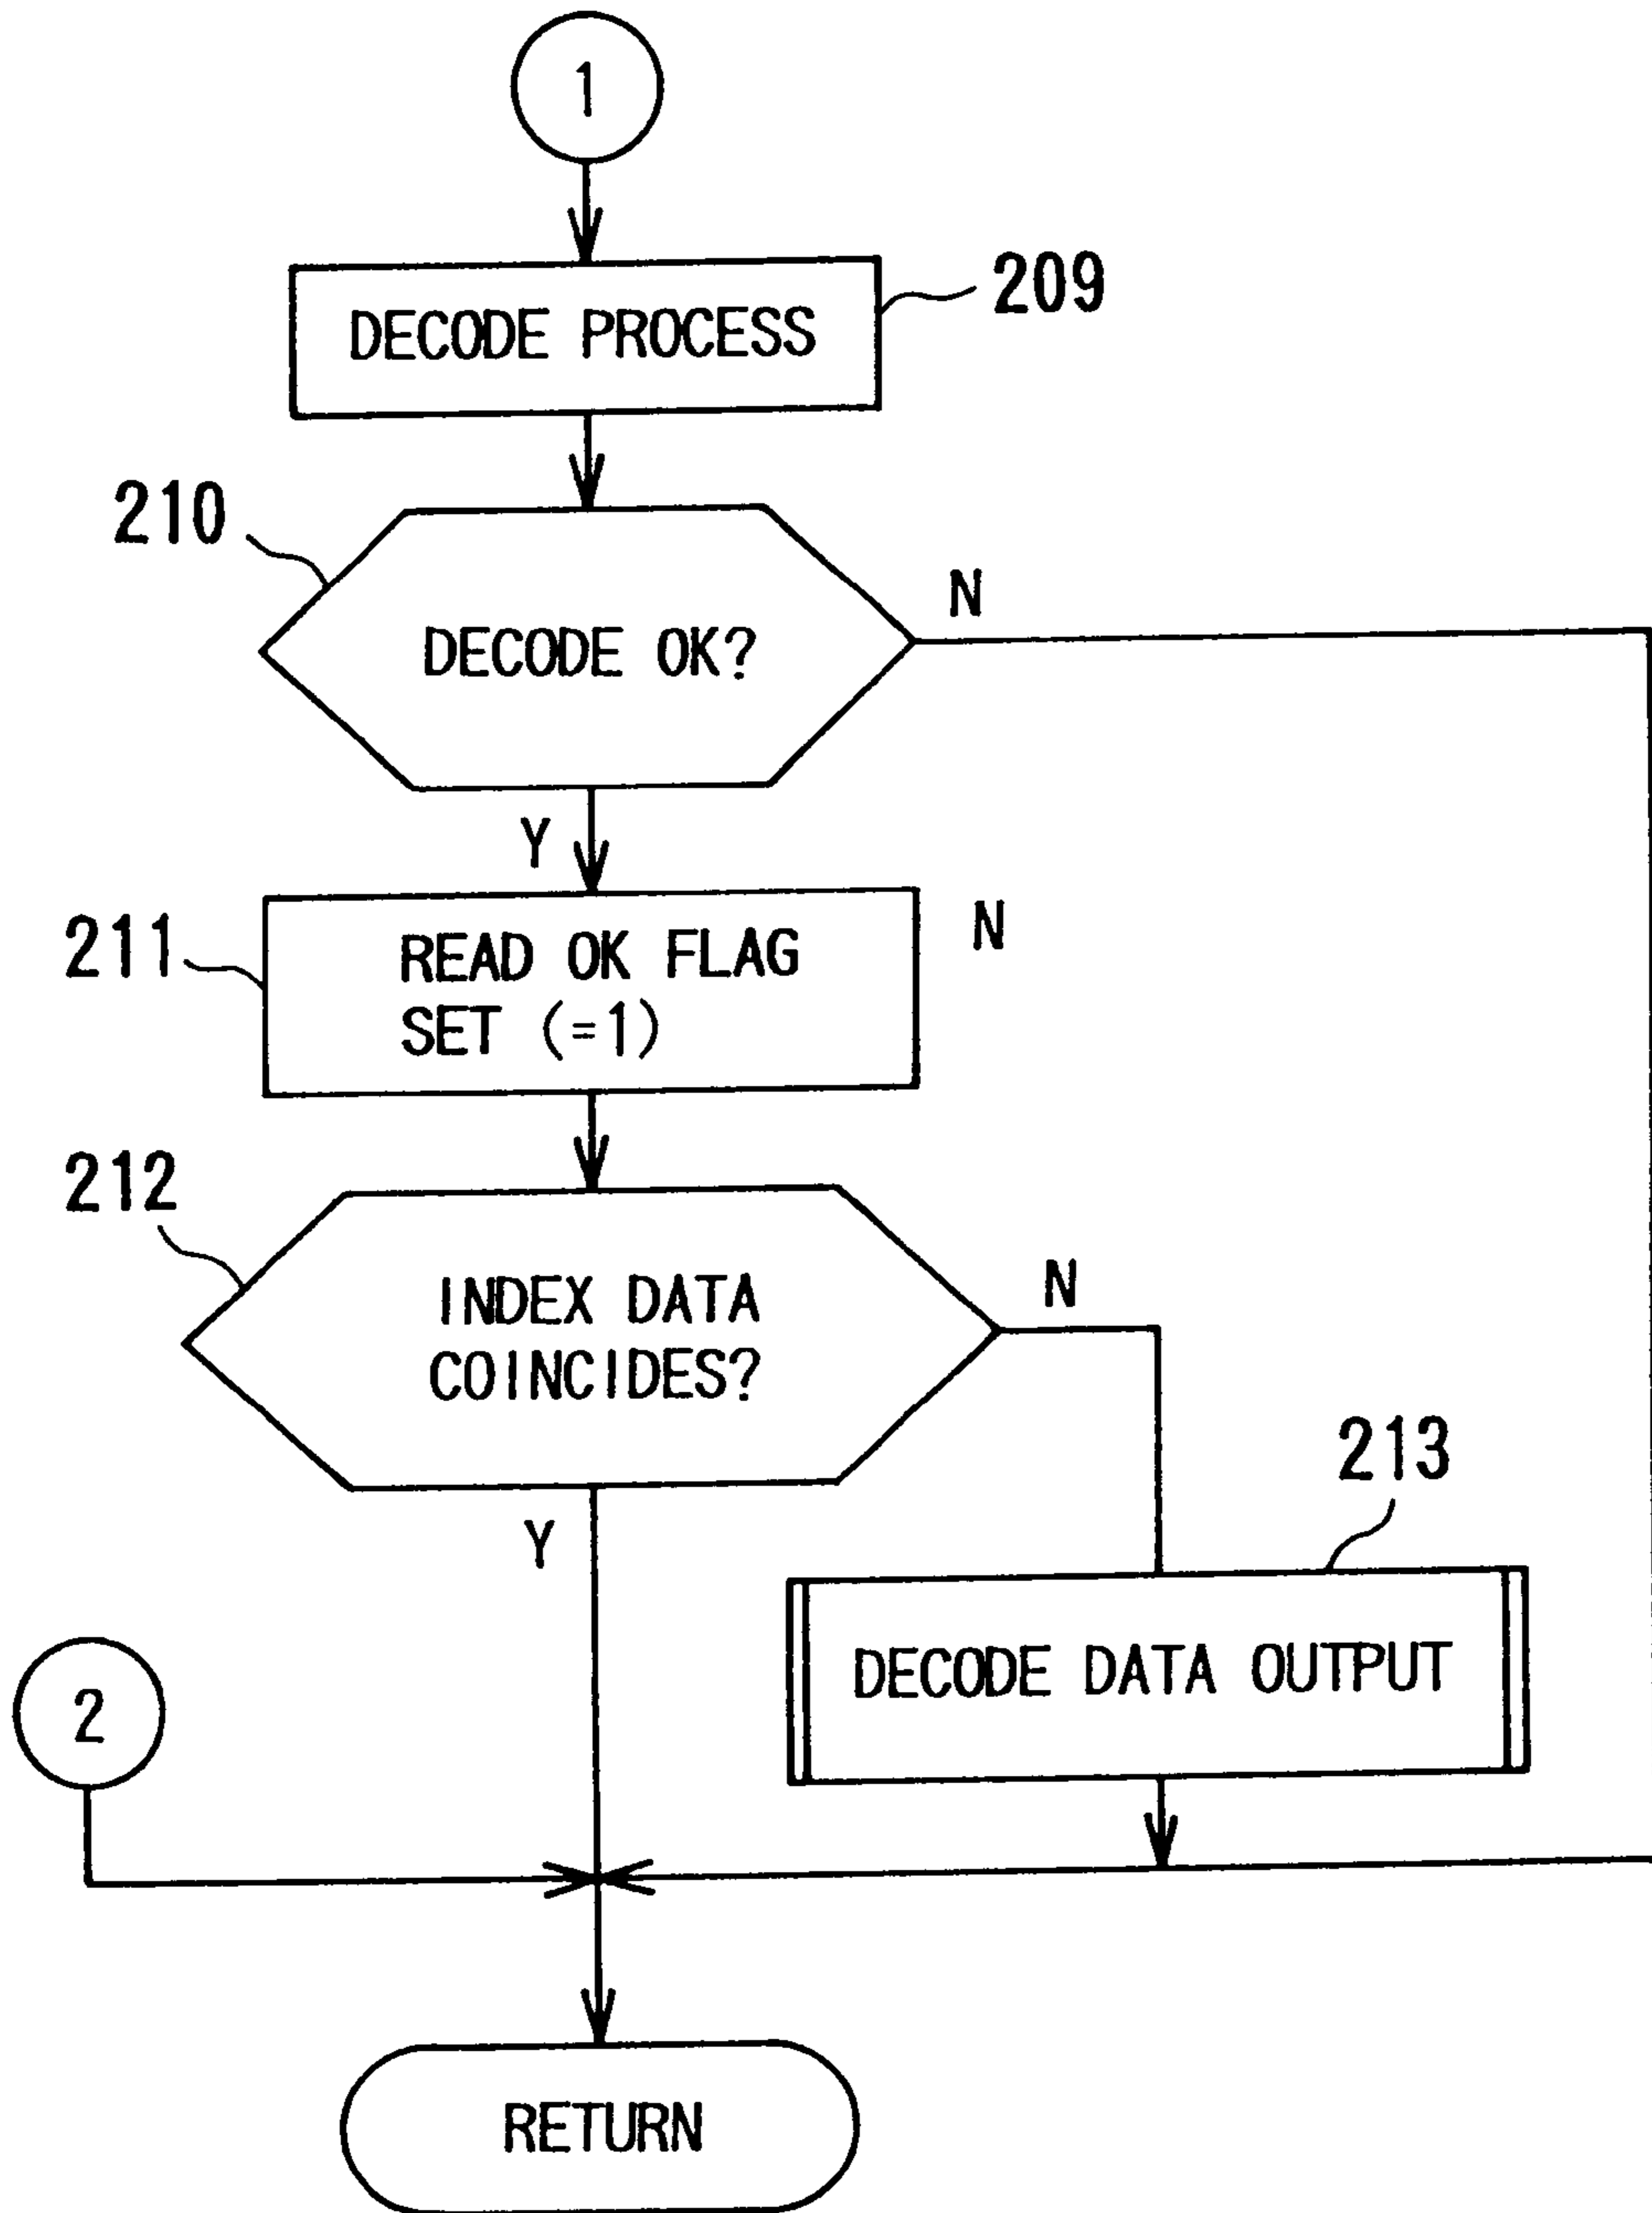 1
DECODE PROCESS
209
210
DECODE OK?
N
Y
211
READ OK FLAG
SET (=1)
N
212
INDEX DATA
COINCIDES?
N
Y
213
DECODE DATA OUTPUT
2
RETURN